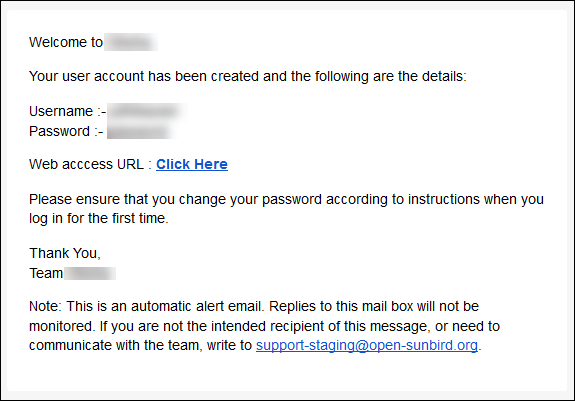 Welcome to
Your user account has been created and the following are the details:
Username :-
Password :-
Web acccess URL : Click Here
Please ensure that you change your password according to instructions when you
log in for the first time.
Thank You,
Team
Note: This is an automatic alert email. Replies to this mail box will not be
monitored. If you are not the intended recipient of this message, or need to
communicate with the team, write to support-staging@open-sunbird.org.